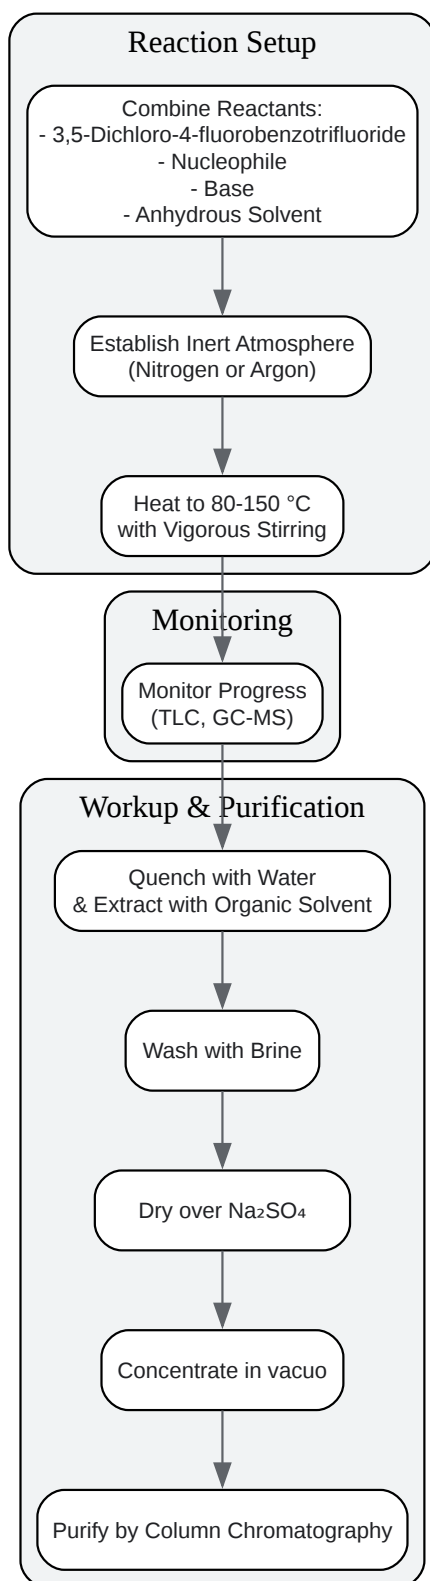 Reaction Setup
Combine Reactants:
- 3,5-Dichloro-4-fluorobenzotrifluoride
- Nucleophile
- Base
- Anhydrous Solvent
Establish Inert Atmosphere
(Nitrogen or Argon)
Heat to 80-150 °C
with Vigorous Stirring
Monitoring
Monitor Progress
(TLC, GC-MS)
Workup & Purification
Quench with Water
& Extract with Organic Solvent
Wash with Brine
Dry over Na₂SO₄
Concentrate in vacuo
Purify by Column Chromatography